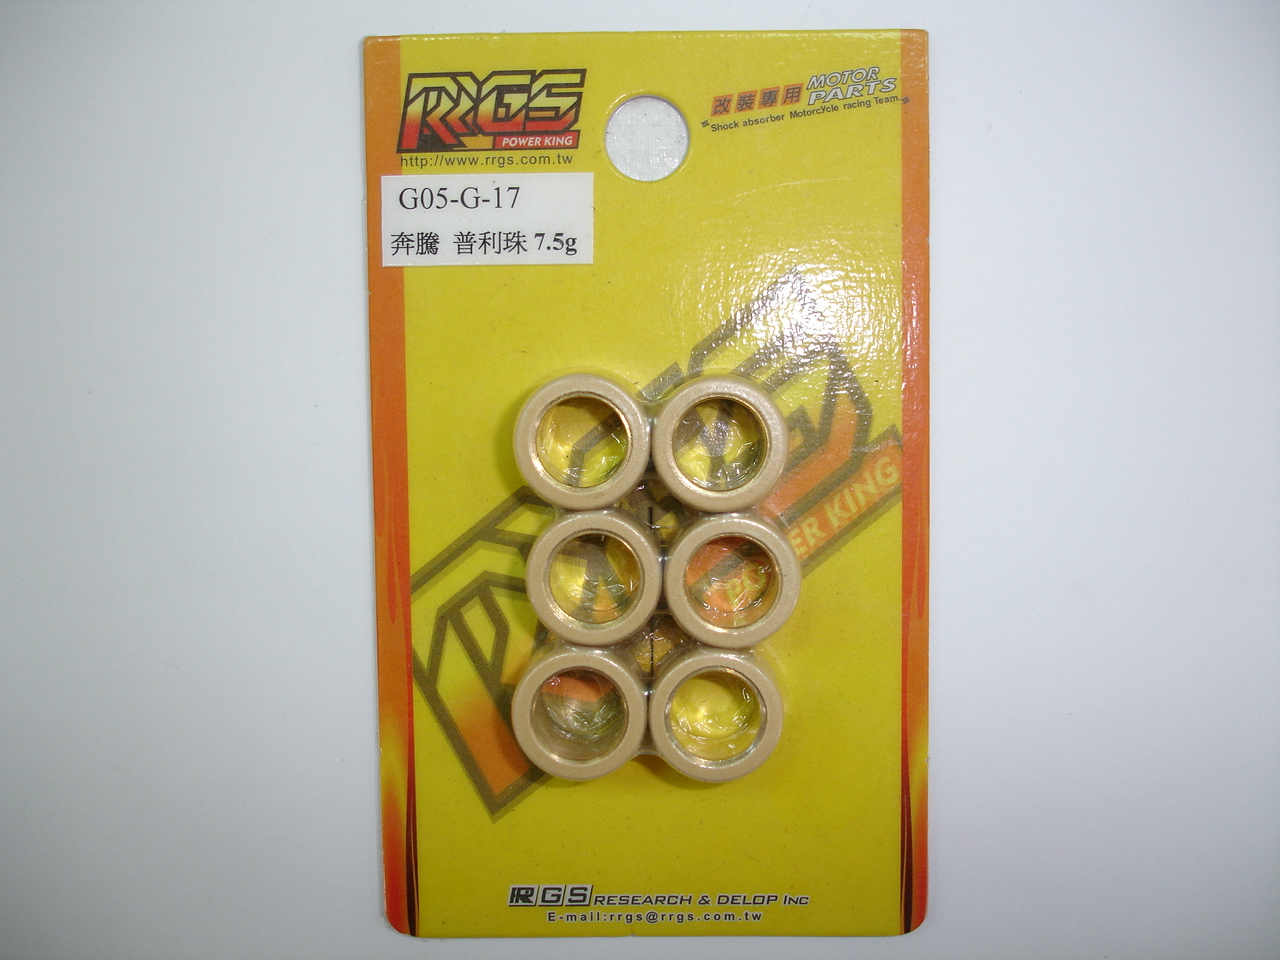 RRGS
POWER KING
http://www.rrgs.com.tw
改裝專用 MOTOR PARTS
Shock absorber MotorcYcle racing Team.
G05-G-17
奔騰 普利珠 7.5g
POWER KING
RRGS RESEARCH & DELOP INC
E-mail:rrgs@rrgs.com.tw